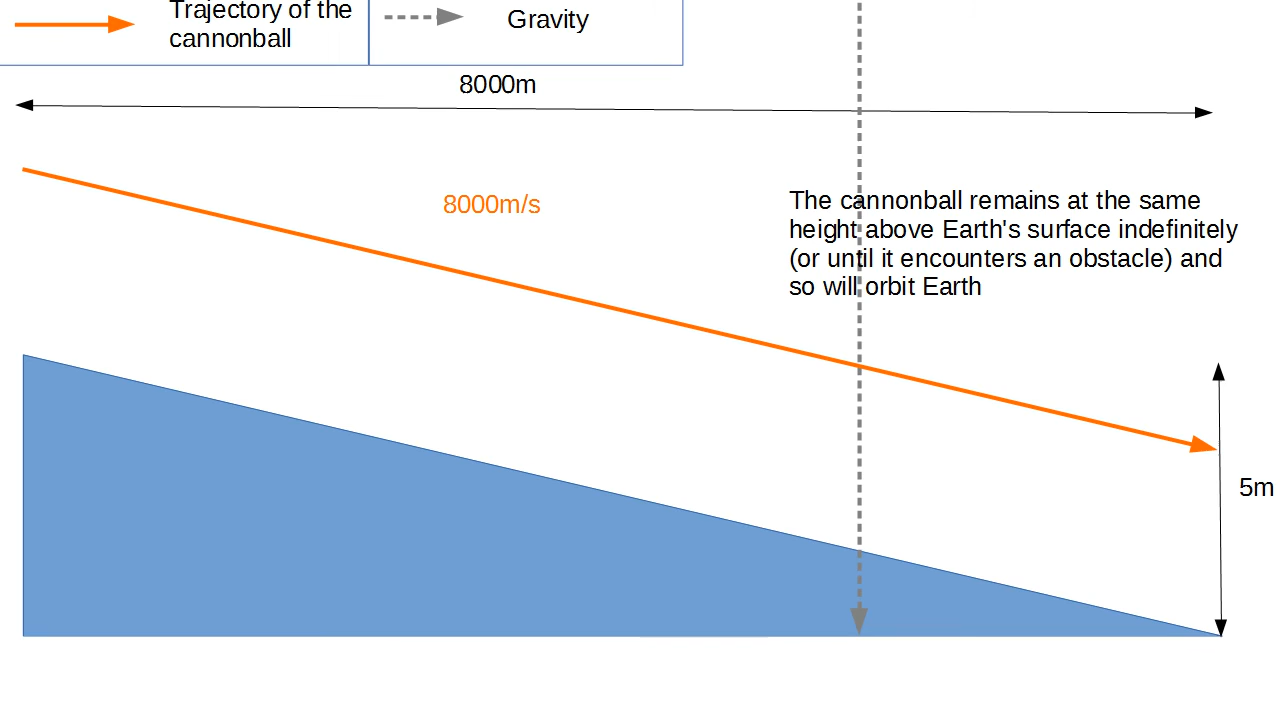 Trajectory of the
cannonball
Gravity
8000m
8000m/s
The cannonball remains at the same
height above Earth's surface indefinitely
(or until it encounters an obstacle) and
so will orbit Earth
5m